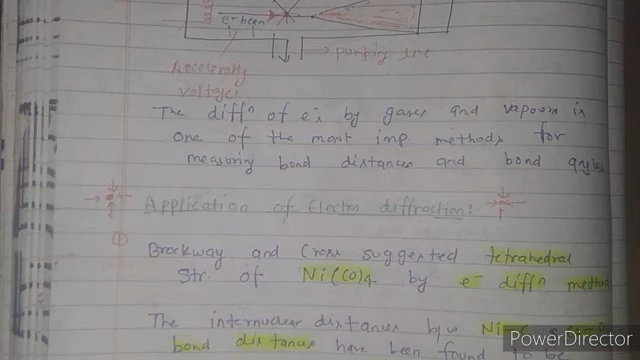 e- beam
→ pumping line
Accelerating
voltage:
The diffⁿ of e⁻s by gases and vapours is
one of the most imp methods for
measuring bond distances and bond angles
Application of Electron diffraction:-
(1)
Brockway and Cross suggested tetrahedral
Str. of Ni(CO)4 by e⁻ diffⁿ method
The internuclear distances b/w Ni-C
bond distances have been found to be
PowerDirector